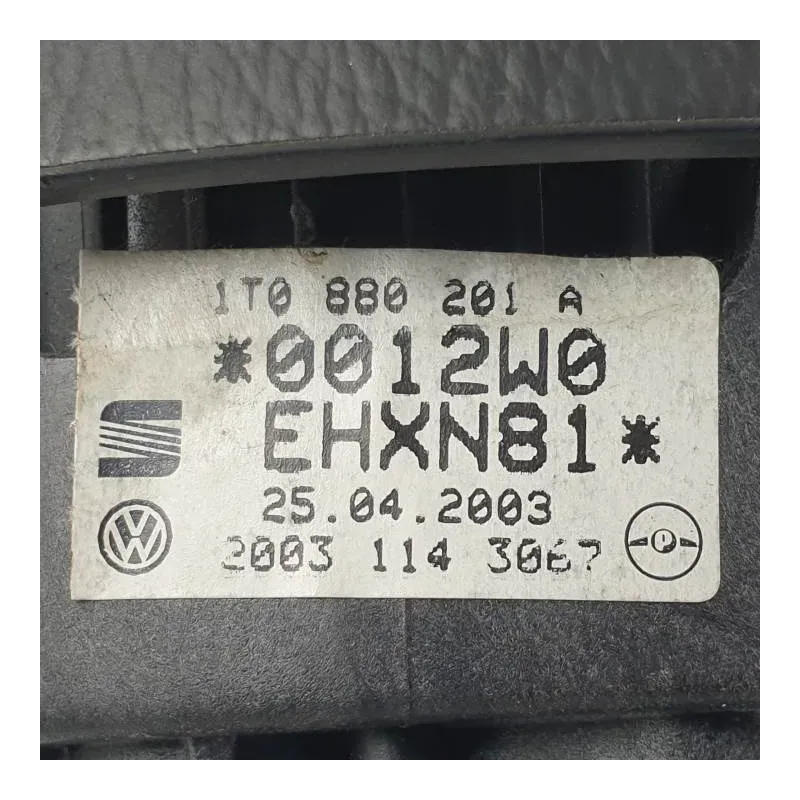 1T0 880 201 A
*0012W0
EHXN81*
25.04.2003
2003 114 3067